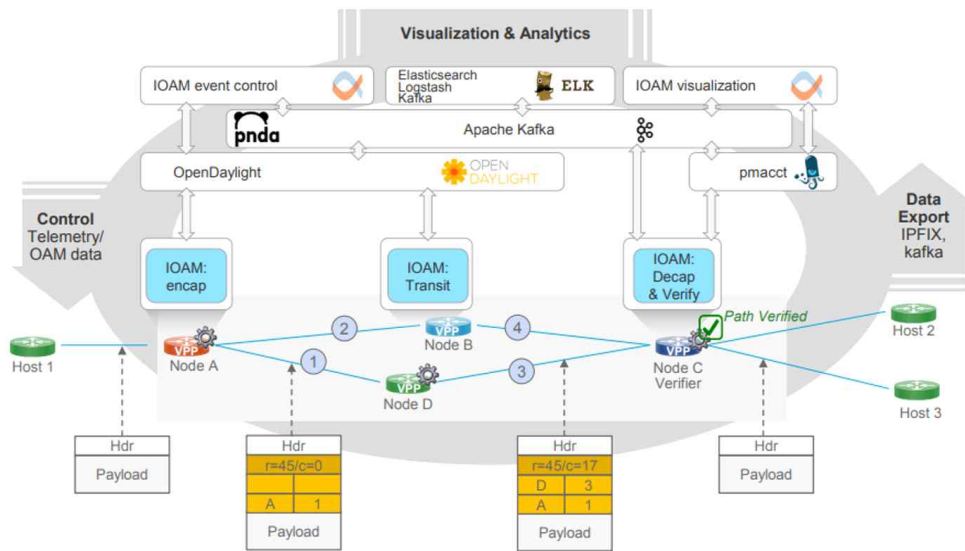 Visualization & Analytics
IOAM event control
Elasticsearch
Logstash
Kafka
ELK
IOAM visualization
pnda
Apache Kafka
OpenDaylight
OPEN
DAYLIGHT
pmacct
Control
Telemetry/
OAM data
Data
Export
IPFIX,
kafka
IOAM:
encap
IOAM:
Transit
IOAM:
Decap
& Verify
Path Verified
2
4
1
3
VPP
VPP
VPP
VPP
Host 1
Node A
Node B
Node D
Node C
Verifier
Host 2
Host 3
Hdr
Payload
Hdr
r=45/c=0
A 1
Payload
Hdr
r=45/c=17
D 3
A 1
Payload
Hdr
Payload